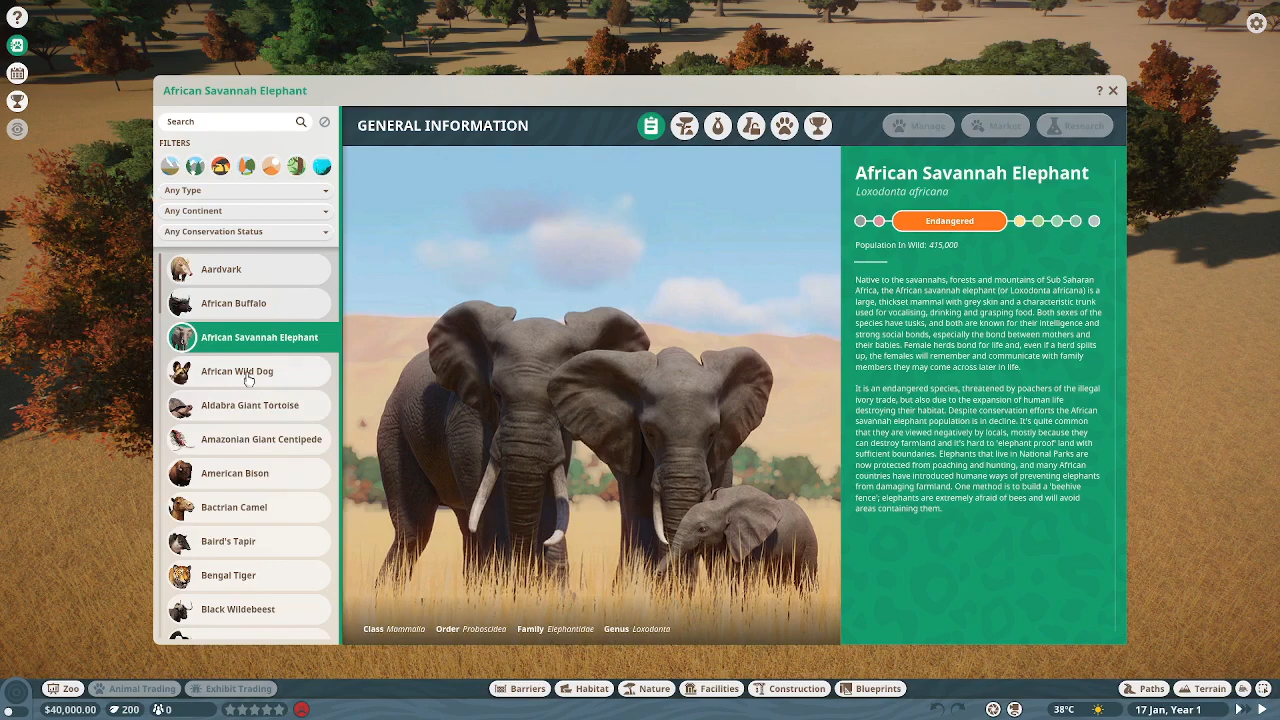 African Savannah Elephant
?
Search
FILTERS
Any Type
Any Continent
Any Conservation Status
Aardvark
African Buffalo
African Savannah Elephant
African Wild Dog
Aldabra Giant Tortoise
Amazonian Giant Centipede
American Bison
Bactrian Camel
Baird's Tapir
Bengal Tiger
Black Wildebeest
GENERAL INFORMATION
Manage
Market
Research
Class Mammalia Order Proboscidea Family Elephantidae Genus Loxodonta
African Savannah Elephant
Loxodonta africana
Endangered
Population In Wild: 415,000
Native to the savannahs, forests and mountains of Sub Saharan
Africa, the African savannah elephant (or Loxodonta africana) is a
large, thickset mammal with grey skin and a characteristic trunk
used for vocalising, drinking and grasping food. Both sexes of the
species have tusks, and both are known for their intelligence and
strong social bonds, especially the bond between mothers and
their babies. Female herds bond for life and, even if a herd splits
up, the females will remember and communicate with family
members they may come across later in life.
It is an endangered species, threatened by poachers of the illegal
ivory trade, but also due to the expansion of human life
destroying their habitat. Despite conservation efforts the African
savannah elephant population is in decline. It's quite common
that they are viewed negatively by locals, mostly because they
can destroy farmland and it's hard to 'elephant proof' land with
sufficient boundaries. Elephants that live in National Parks are
now protected from poaching and hunting, and many African
countries have introduced humane ways of preventing elephants
from damaging farmland. One method is to build a 'beehive
fence'; elephants are extremely afraid of bees and will avoid
areas containing them.
Zoo
Animal Trading
Exhibit Trading
Barriers
Habitat
Nature
Facilities
Construction
Blueprints
Paths
Terrain
$40,000.00
200
0
38°C
17 Jan, Year 1